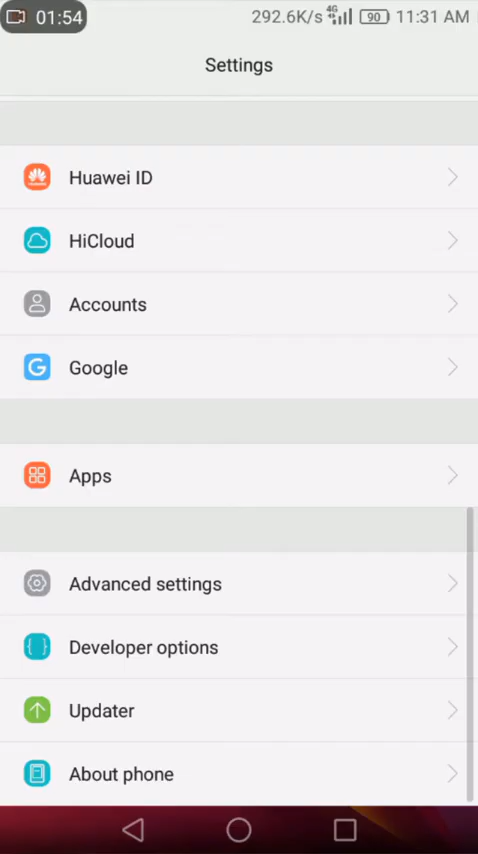 01:54 292.6K/s 4G 90 11:31 AM
Settings
Huawei ID
HiCloud
Accounts
Google
Apps
Advanced settings
Developer options
Updater
About phone